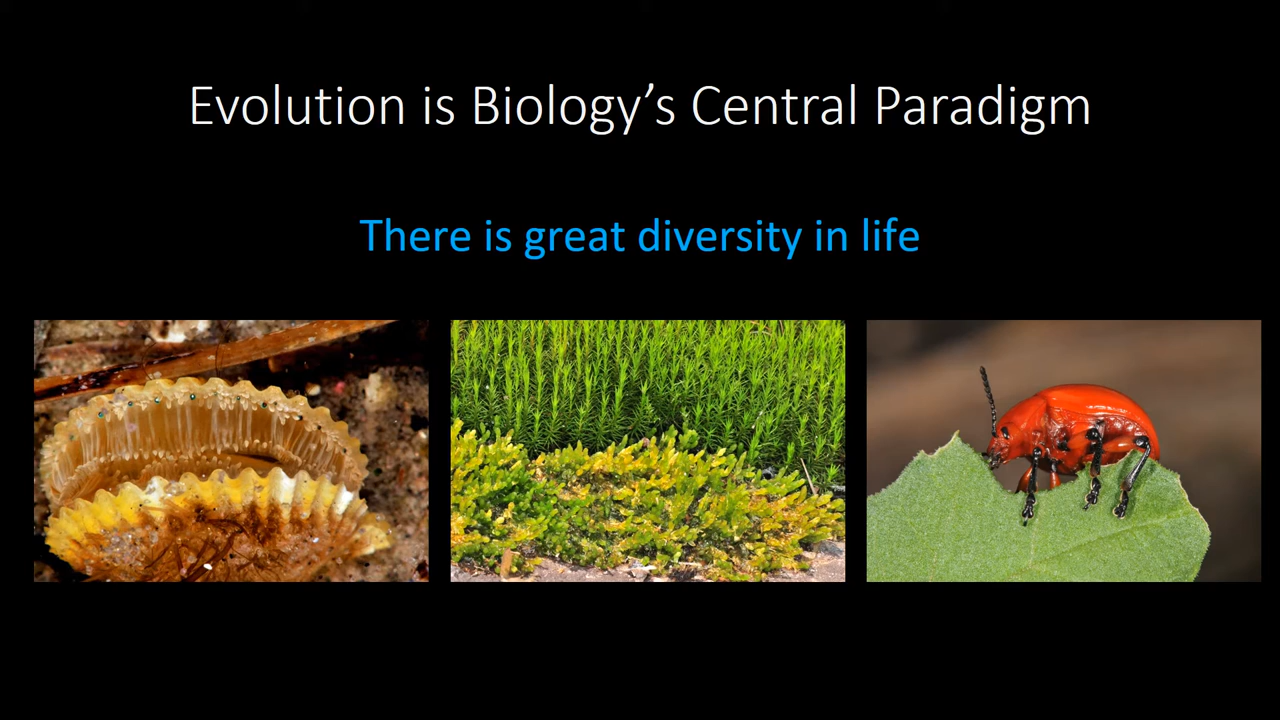 Evolution is Biology’s Central Paradigm
There is great diversity in life